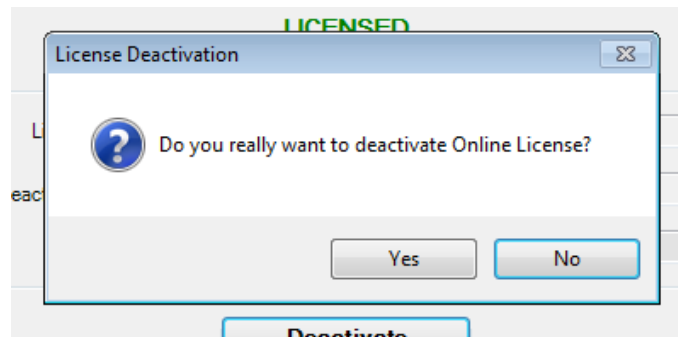 LICENSED
License Deactivation
Do you really want to deactivate Online License?
Yes
No
Deactivate